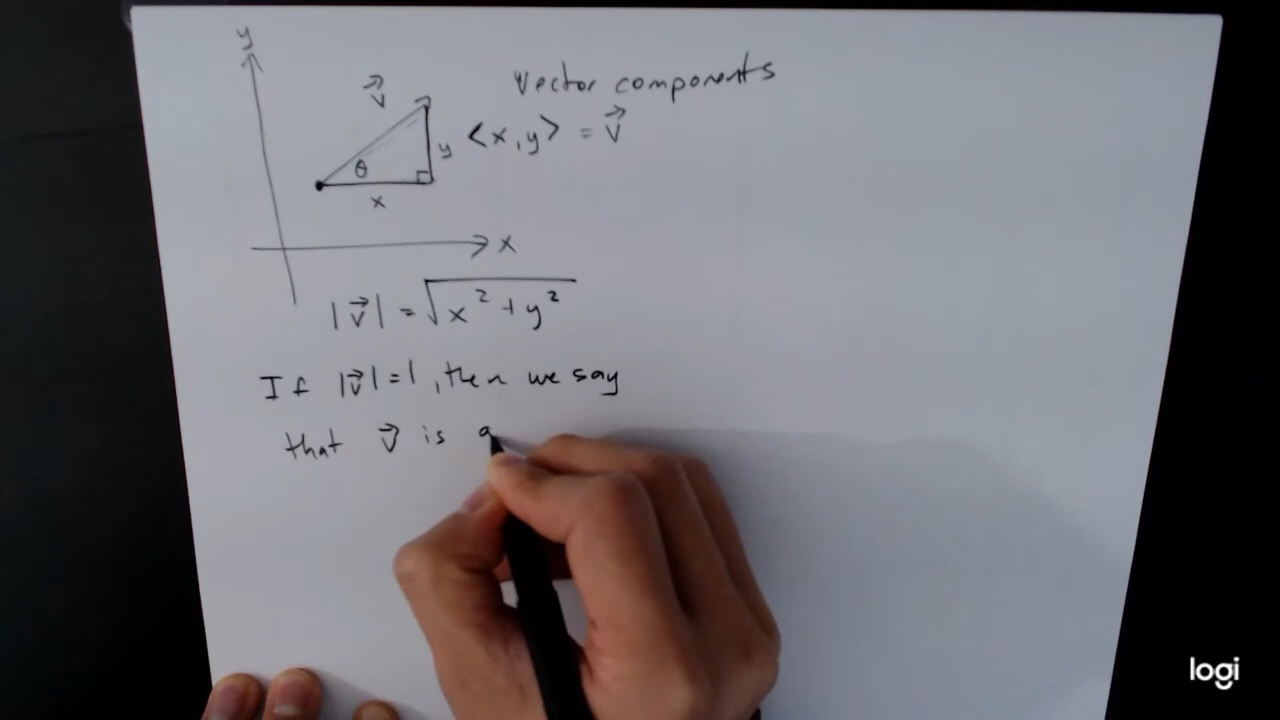 y
Vector components
v⃗
<x,y> = v⃗
y
θ
x
x
|v⃗| = √(x² + y²)
If |v⃗| = 1, then we say
that v⃗ is a
logi